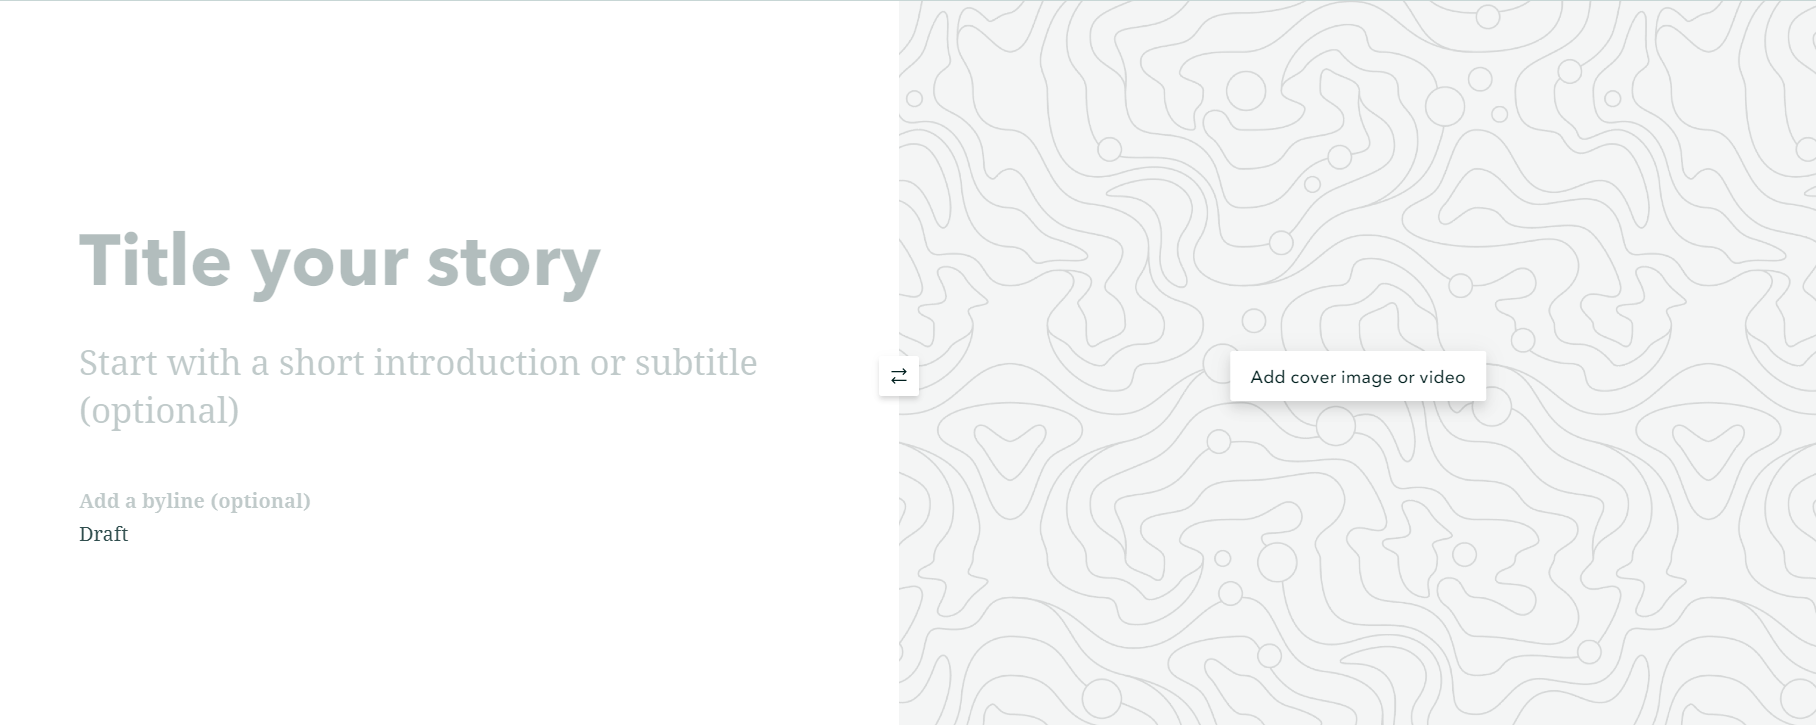 Title your story
Start with a short introduction or subtitle
(optional)
Add a byline (optional)
Draft
Add cover image or video